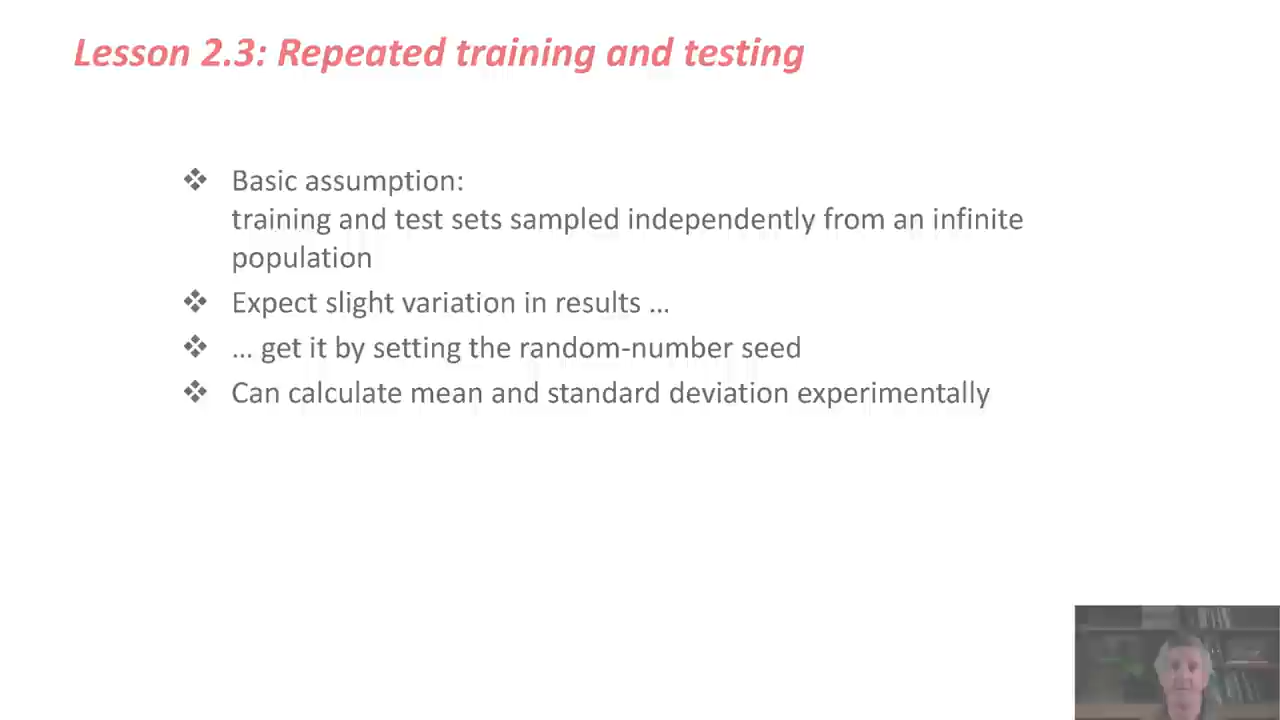 Lesson 2.3: Repeated training and testing
❖ Basic assumption:
training and test sets sampled independently from an infinite
population
❖ Expect slight variation in results …
❖ … get it by setting the random-number seed
❖ Can calculate mean and standard deviation experimentally